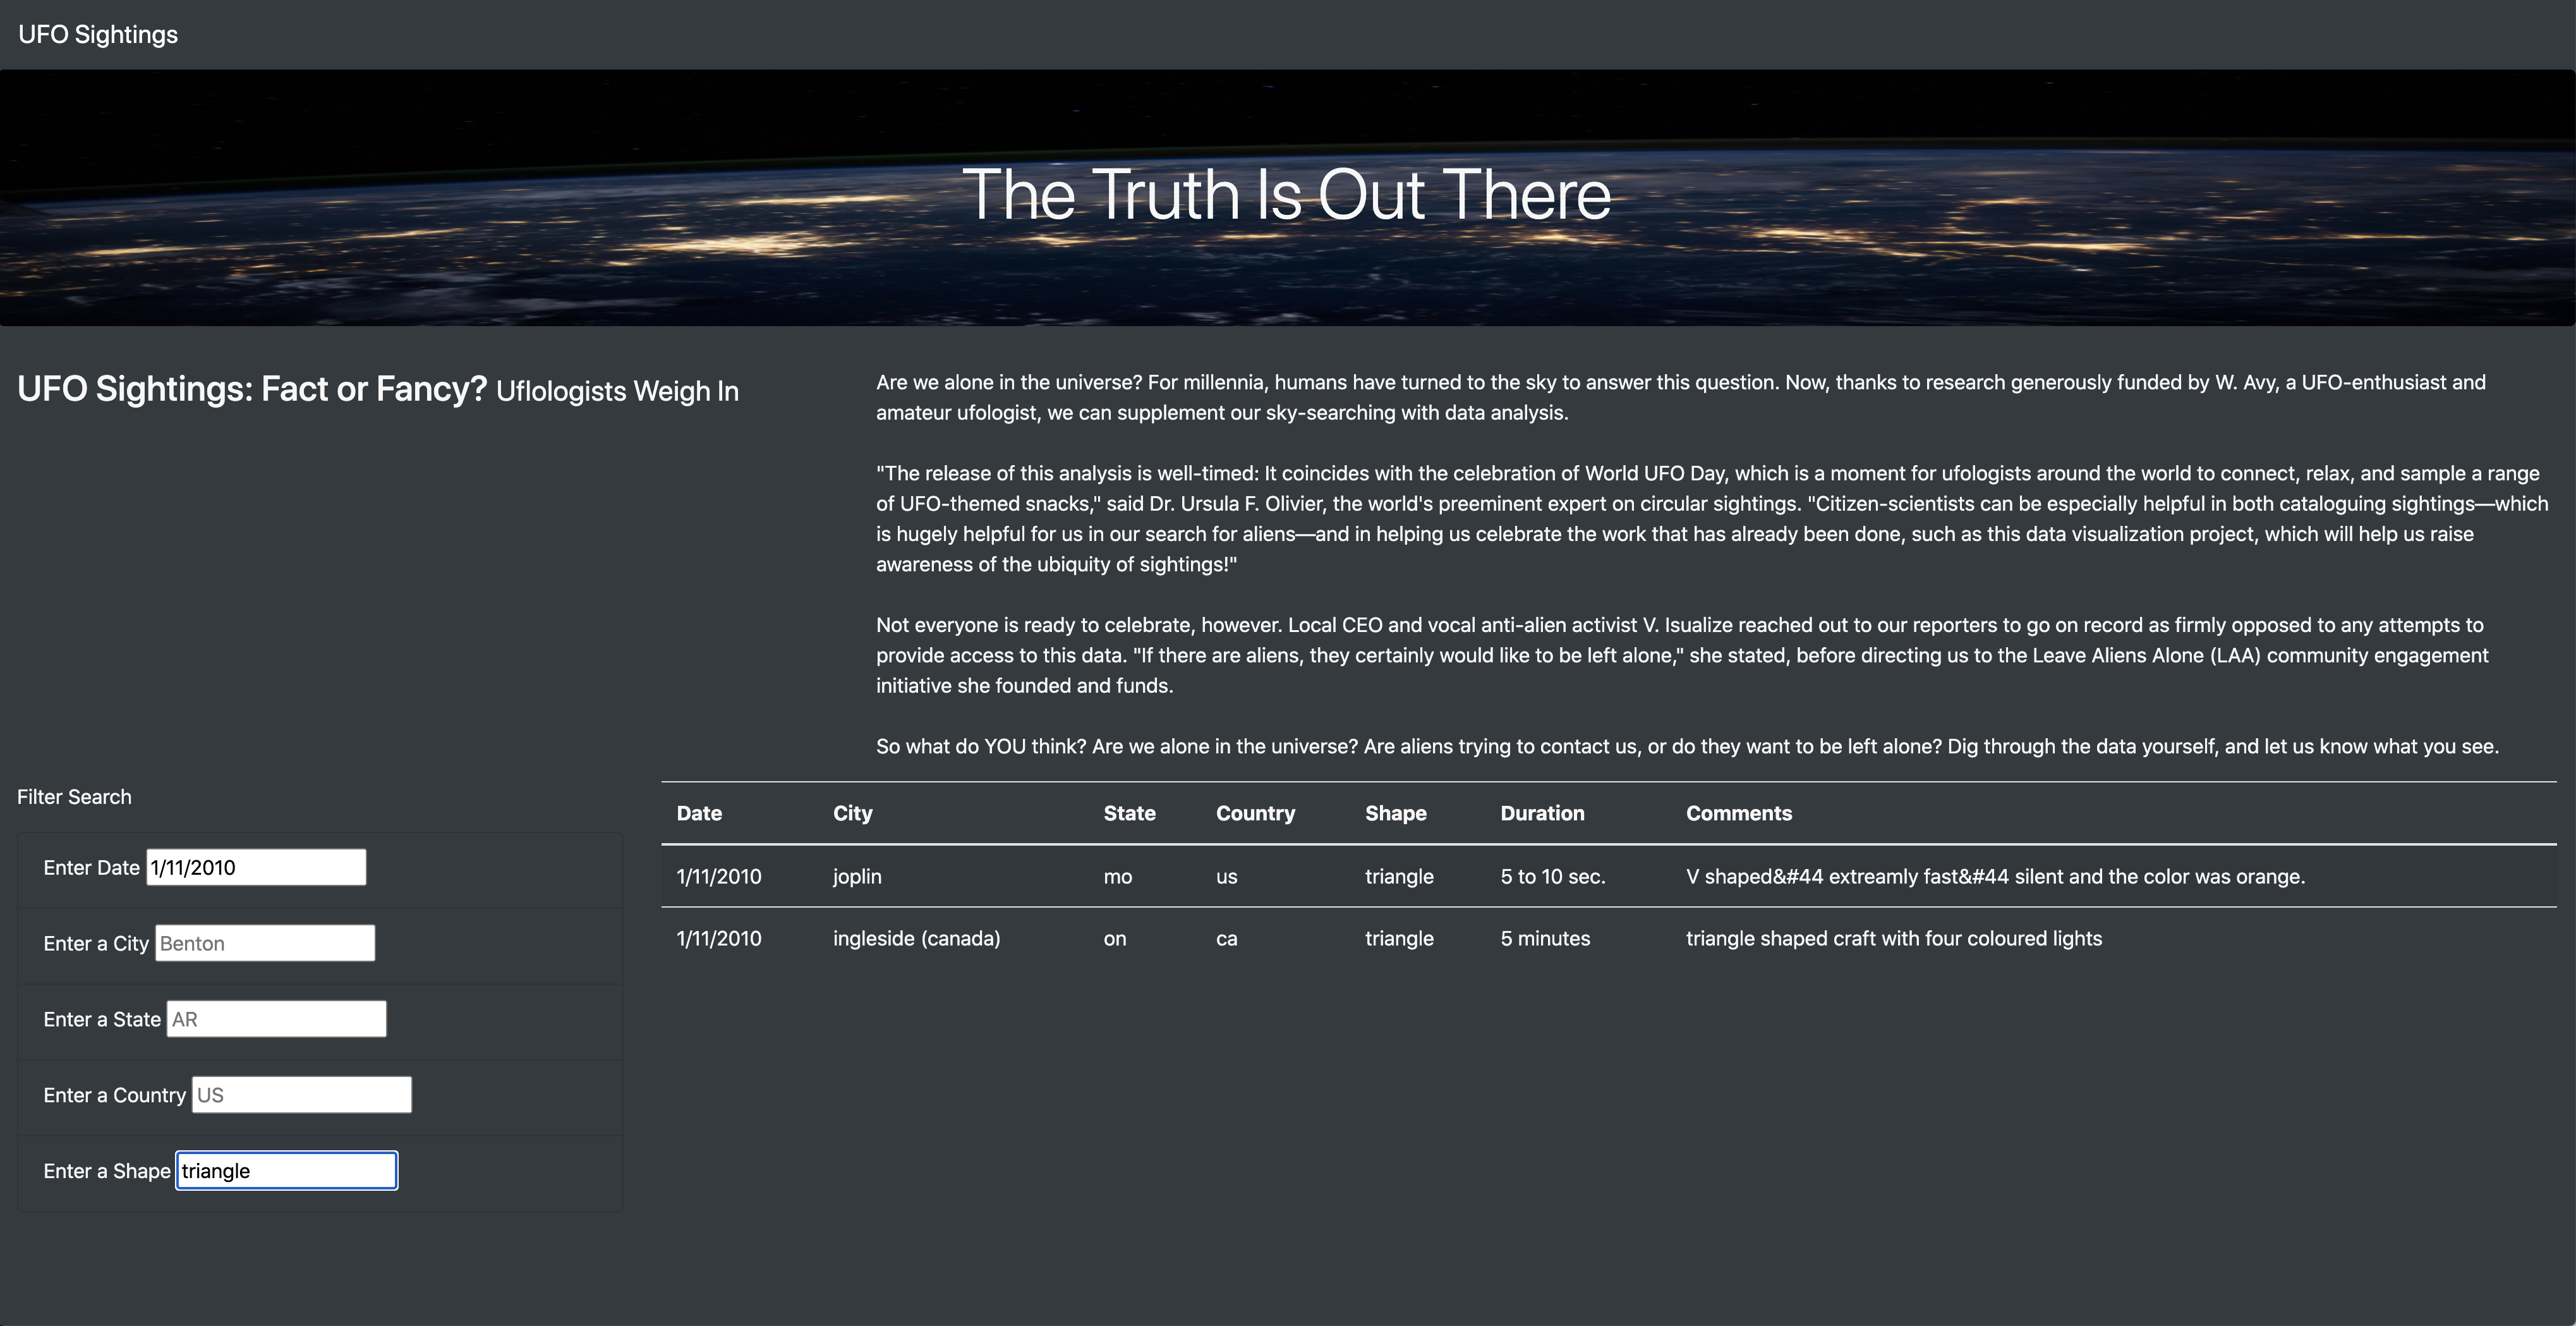 UFO Sightings
The Truth Is Out There
UFO Sightings: Fact or Fancy? Uflologists Weigh In
Are we alone in the universe? For millennia, humans have turned to the sky to answer this question. Now, thanks to research generously funded by W. Avy, a UFO-enthusiast and
amateur ufologist, we can supplement our sky-searching with data analysis.
"The release of this analysis is well-timed: It coincides with the celebration of World UFO Day, which is a moment for ufologists around the world to connect, relax, and sample a range
of UFO-themed snacks," said Dr. Ursula F. Olivier, the world's preeminent expert on circular sightings. "Citizen-scientists can be especially helpful in both cataloguing sightings—which
is hugely helpful for us in our search for aliens—and in helping us celebrate the work that has already been done, such as this data visualization project, which will help us raise
awareness of the ubiquity of sightings!"
Not everyone is ready to celebrate, however. Local CEO and vocal anti-alien activist V. Isualize reached out to our reporters to go on record as firmly opposed to any attempts to
provide access to this data. "If there are aliens, they certainly would like to be left alone," she stated, before directing us to the Leave Aliens Alone (LAA) community engagement
initiative she founded and funds.
So what do YOU think? Are we alone in the universe? Are aliens trying to contact us, or do they want to be left alone? Dig through the data yourself, and let us know what you see.
Filter Search
Enter Date 1/11/2010
Enter a City Benton
Enter a State AR
Enter a Country US
Enter a Shape triangle
Date City State Country Shape Duration Comments
1/11/2010 joplin mo us triangle 5 to 10 sec. V shaped&#44 extreamly fast&#44 silent and the color was orange.
1/11/2010 ingleside (canada) on ca triangle 5 minutes triangle shaped craft with four coloured lights